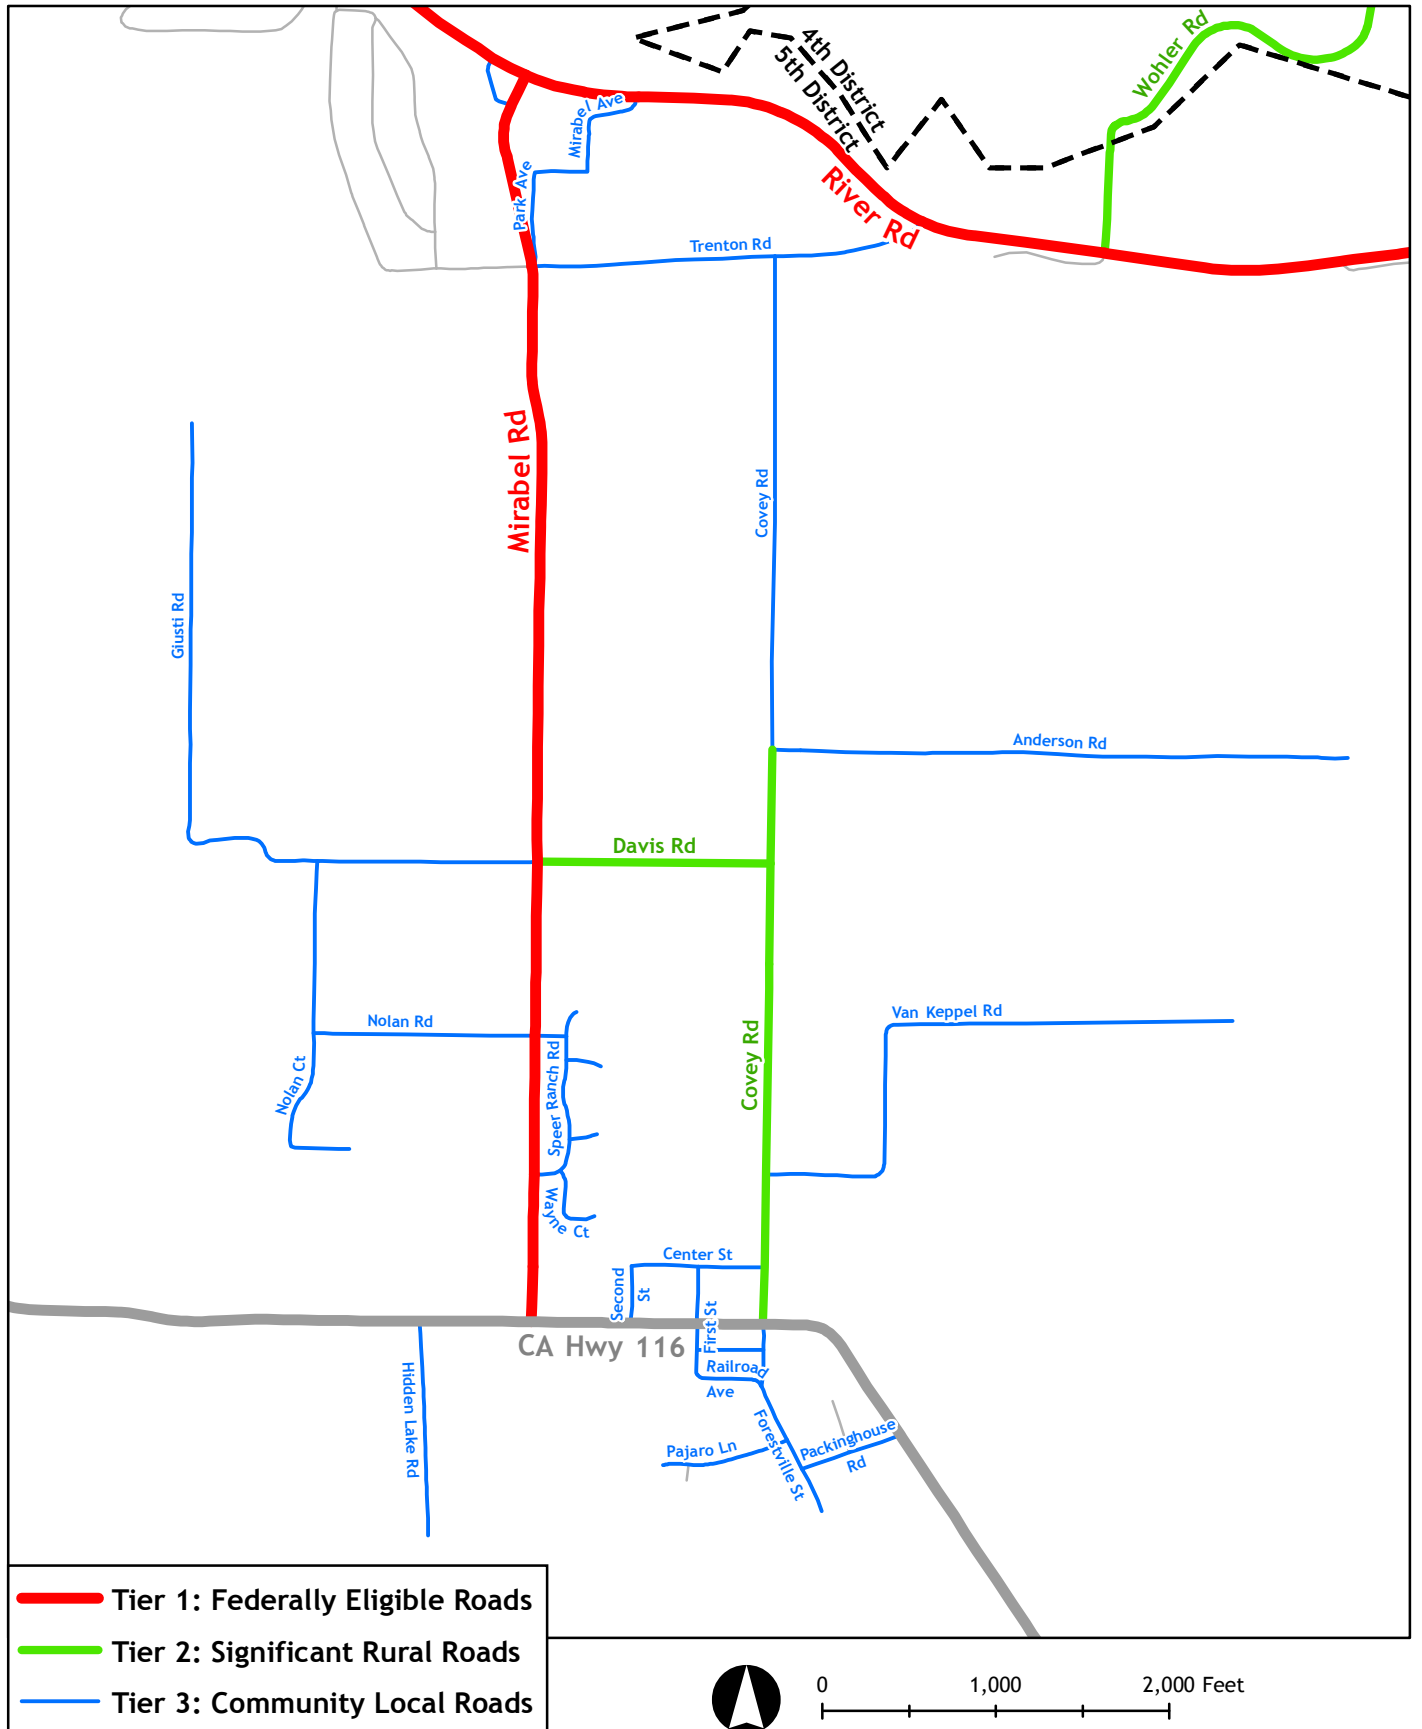 Wohler Rd
4th District
5th District
Mirabel Ave
Park Ave
River Rd
Trenton Rd
Mirabel Rd
Covey Rd
Giusti Rd
Anderson Rd
Davis Rd
Nolan Rd
Van Keppel Rd
Nolan Ct
Speer Ranch Rd
Covey Rd
Wayne Ct
Center St
Second
St
First St
CA Hwy 116
Railroad
Ave
Hidden Lake Rd
Forestville St
Pajaro Ln
Packinghouse
Rd
Tier 1: Federally Eligible Roads
Tier 2: Significant Rural Roads
Tier 3: Community Local Roads
0 1,000 2,000 Feet